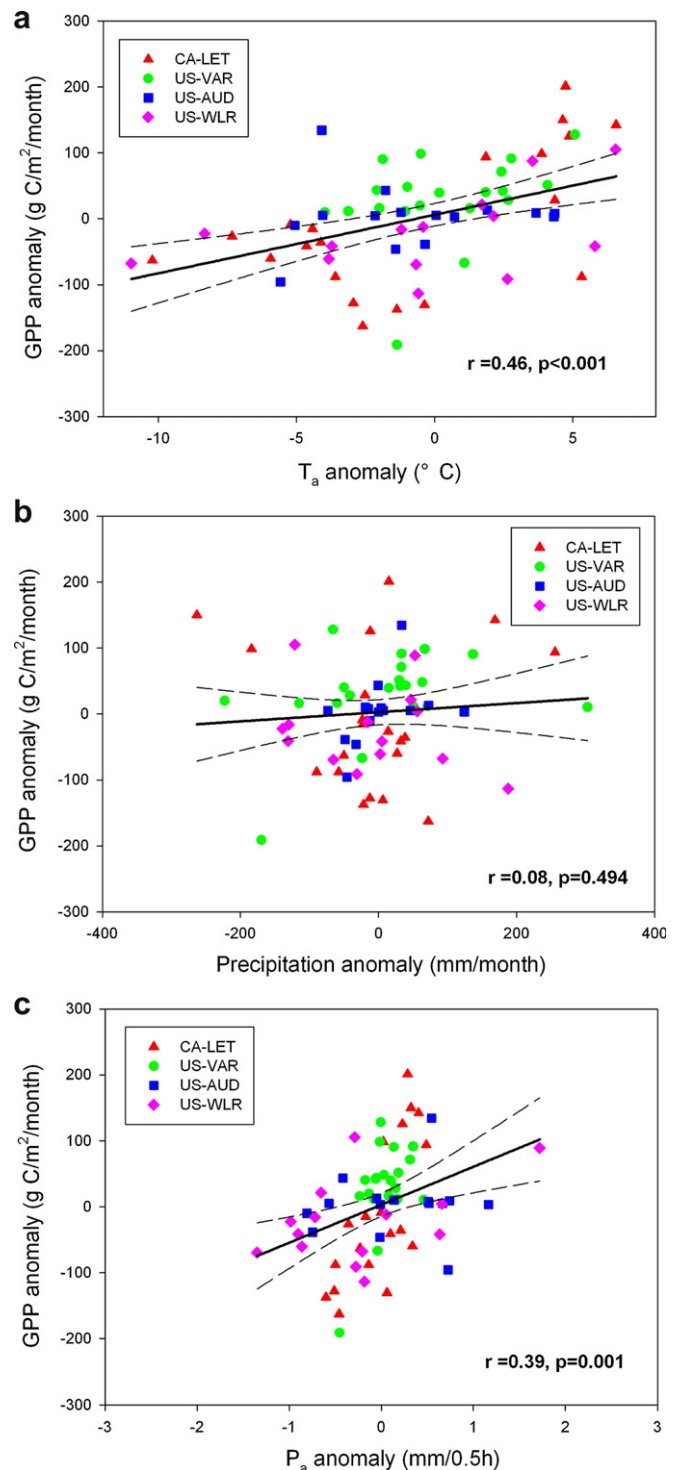 a
300
200
100
0
-100
-200
-300
GPP anomaly (g C/m²/month)
CA-LET
US-VAR
US-AUD
US-WLR
r =0.46, p<0.001
-10 -5 0 5
Tₐ anomaly (° C)
b
300
200
100
0
-100
-200
-300
GPP anomaly (g C/m²/month)
CA-LET
US-VAR
US-AUD
US-WLR
r =0.08, p=0.494
-400 -200 0 200 400
Precipitation anomaly (mm/month)
c
300
200
100
0
-100
-200
-300
GPP anomaly (g C/m²/month)
CA-LET
US-VAR
US-AUD
US-WLR
r =0.39, p=0.001
-3 -2 -1 0 1 2 3
Pₐ anomaly (mm/0.5h)